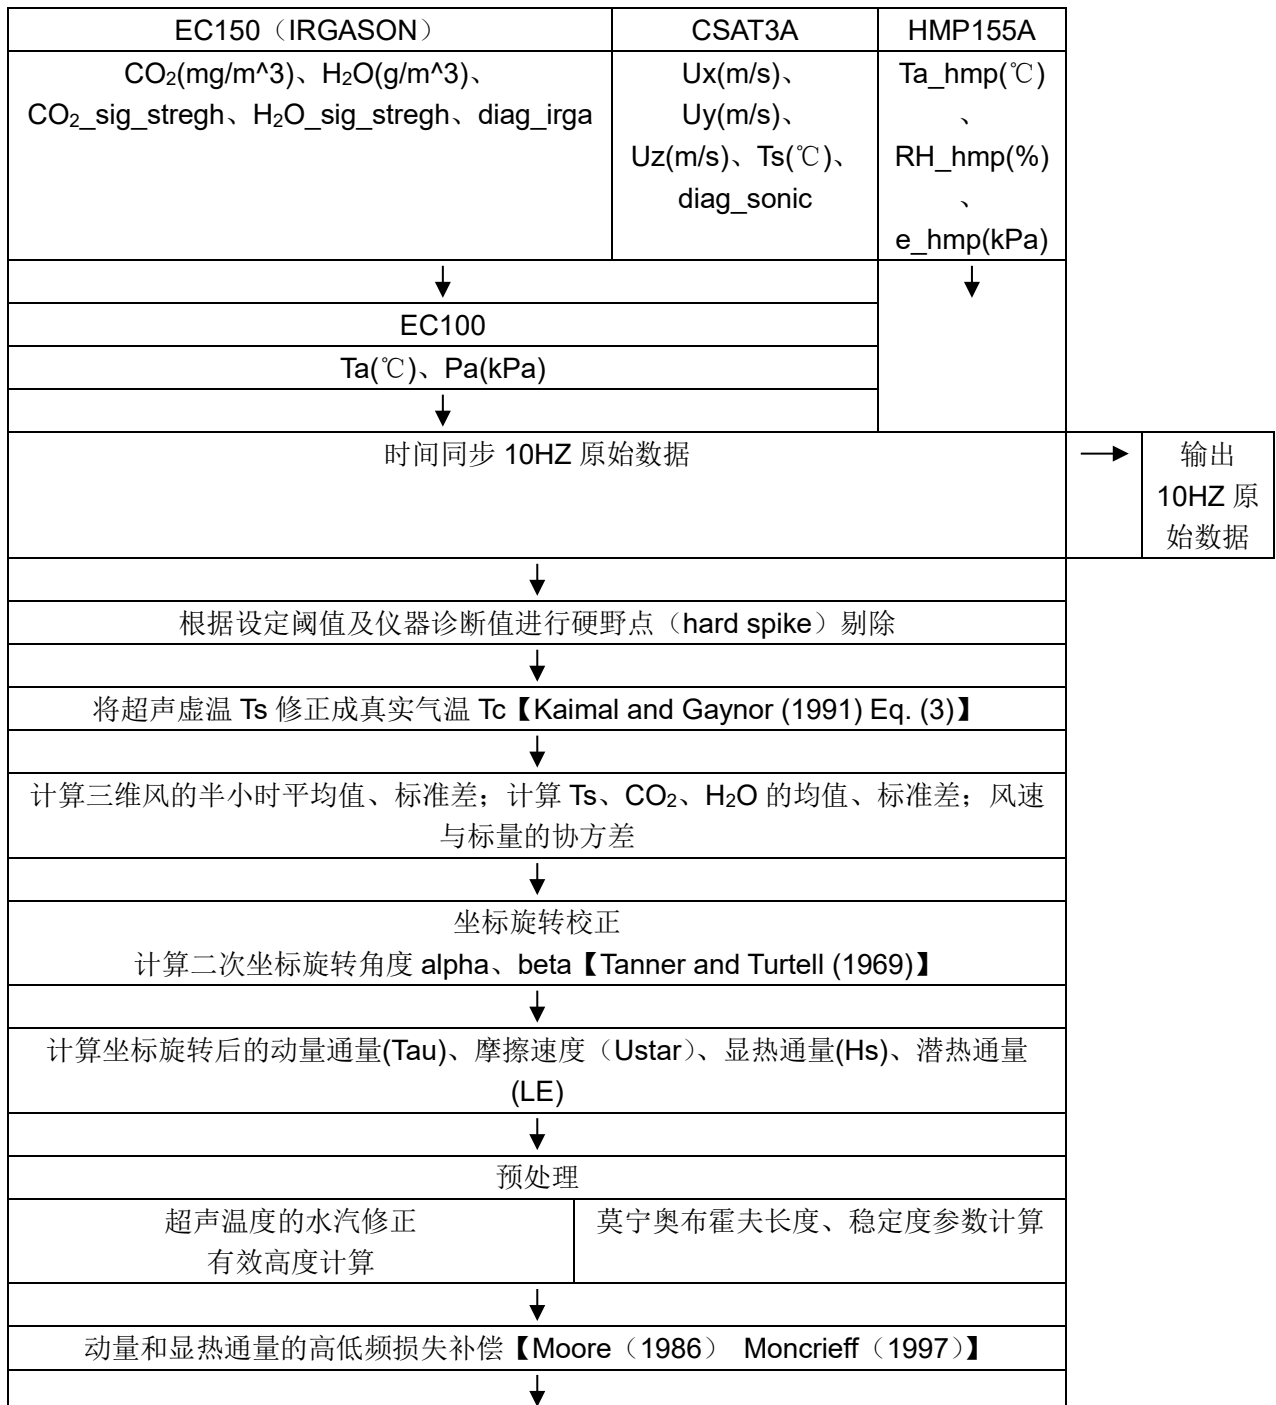 EC150（IRGASON）
CSAT3A
HMP155A
CO₂(mg/m^3)、H₂O(g/m^3)、
CO₂_sig_stregh、H₂O_sig_stregh、diag_irga
Ux(m/s)、
Uy(m/s)、
Uz(m/s)、Ts(℃)、
diag_sonic
Ta_hmp(℃)
、
RH_hmp(%)
、
e_hmp(kPa)
EC100
Ta(℃)、Pa(kPa)
时间同步 10HZ 原始数据
输出
10HZ 原
始数据
根据设定阈值及仪器诊断值进行硬野点（hard spike）剔除
将超声虚温 Ts 修正成真实气温 Tc【Kaimal and Gaynor (1991) Eq. (3)】
计算三维风的半小时平均值、标准差；计算 Ts、CO₂、H₂O 的均值、标准差；风速
与标量的协方差
坐标旋转校正
计算二次坐标旋转角度 alpha、beta【Tanner and Turtell (1969)】
计算坐标旋转后的动量通量(Tau)、摩擦速度（Ustar）、显热通量(Hs)、潜热通量
(LE)
预处理
超声温度的水汽修正
有效高度计算
莫宁奥布霍夫长度、稳定度参数计算
动量和显热通量的高低频损失补偿【Moore（1986） Moncrieff（1997）】